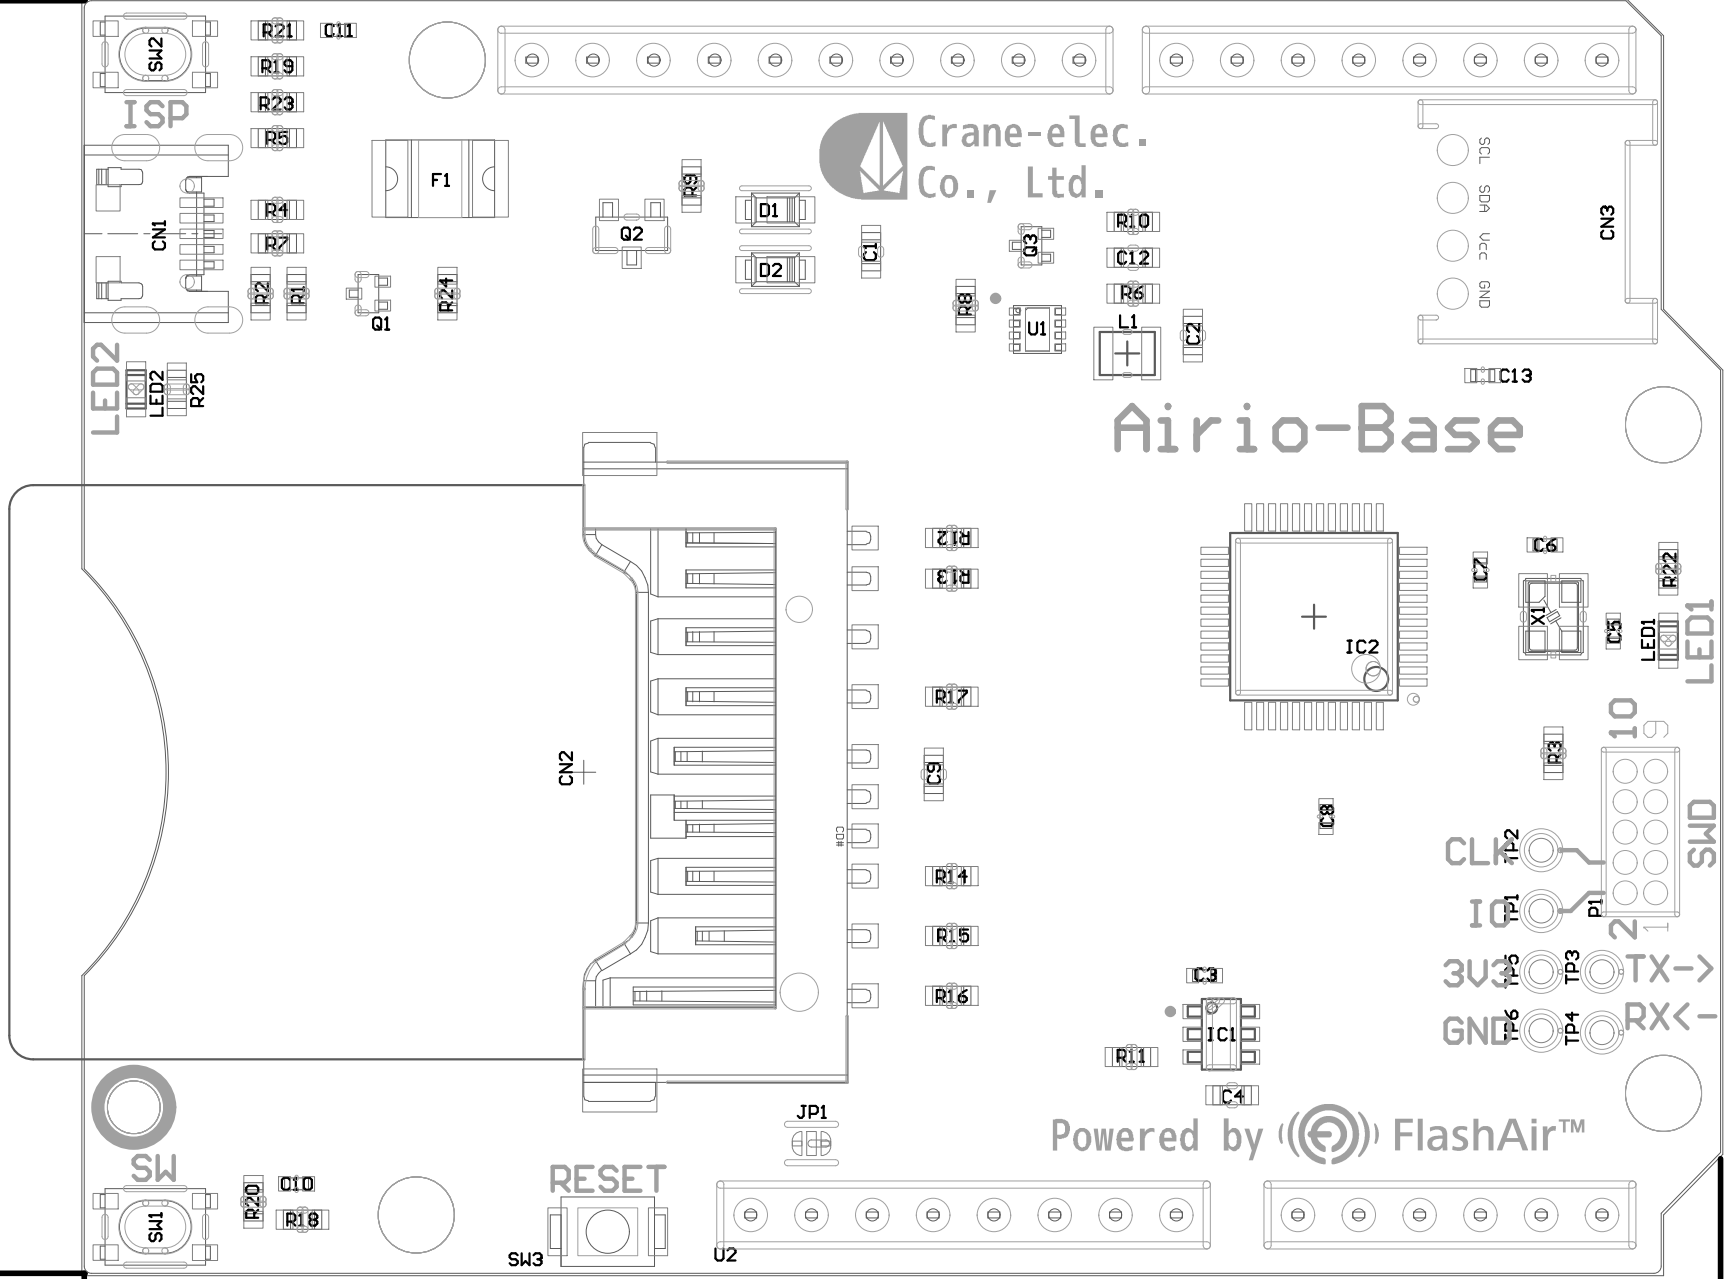 SW2
R21
C11
R19
ISP
R23
R5
F1
Crane-elec.
Co., Ltd.
SCL
SDA
Vcc
GND
CN3
CN1
R4
R7
R2
R1
Q1
R24
Q2
R9
D1
D2
C1
Q3
R10
C12
R6
R8
U1
L1
C2
C13
LED2
LED2
R25
Airio-Base
R12
R13
R17
C9
CD#
R14
R15
R16
CN2
IC2
C7
C6
X1
C5
R22
LED1
LED1
R3
C8
10
9
SWD
CLK
TP2
IO
TP1
P1
2
1
3V3
TP5
TP3
TX->
GND
TP6
TP4
RX<-
C3
IC1
R11
C4
Powered by FlashAir™
JP1
SW
RESET
SW1
R20
C10
R18
SW3
U2